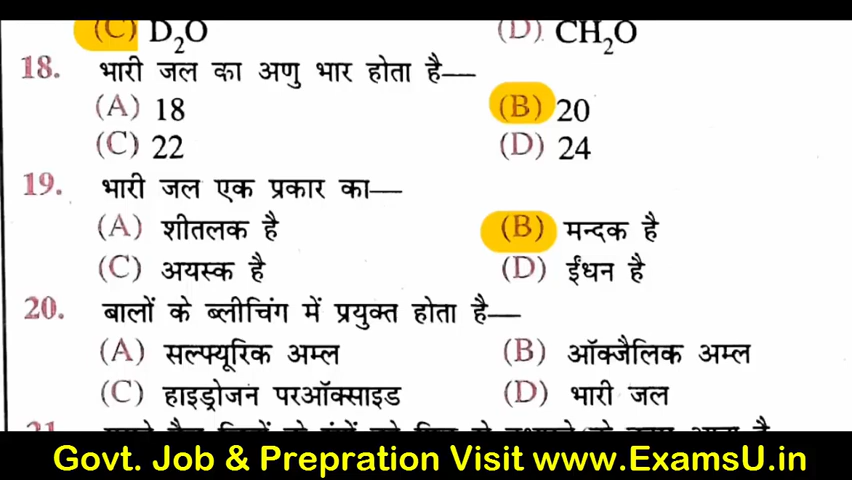 (C) D₂O (D) CH₂O
18. भारी जल का अणु भार होता है—
(A) 18 (B) 20
(C) 22 (D) 24
19. भारी जल एक प्रकार का—
(A) शीतलक है (B) मन्दक है
(C) अयस्क है (D) ईंधन है
20. बालों के ब्लीचिंग में प्रयुक्त होता है—
(A) सल्फ्यूरिक अम्ल (B) ऑक्जैलिक अम्ल
(C) हाइड्रोजन परऑक्साइड (D) भारी जल
21.
Govt. Job & Prepration Visit www.ExamsU.in